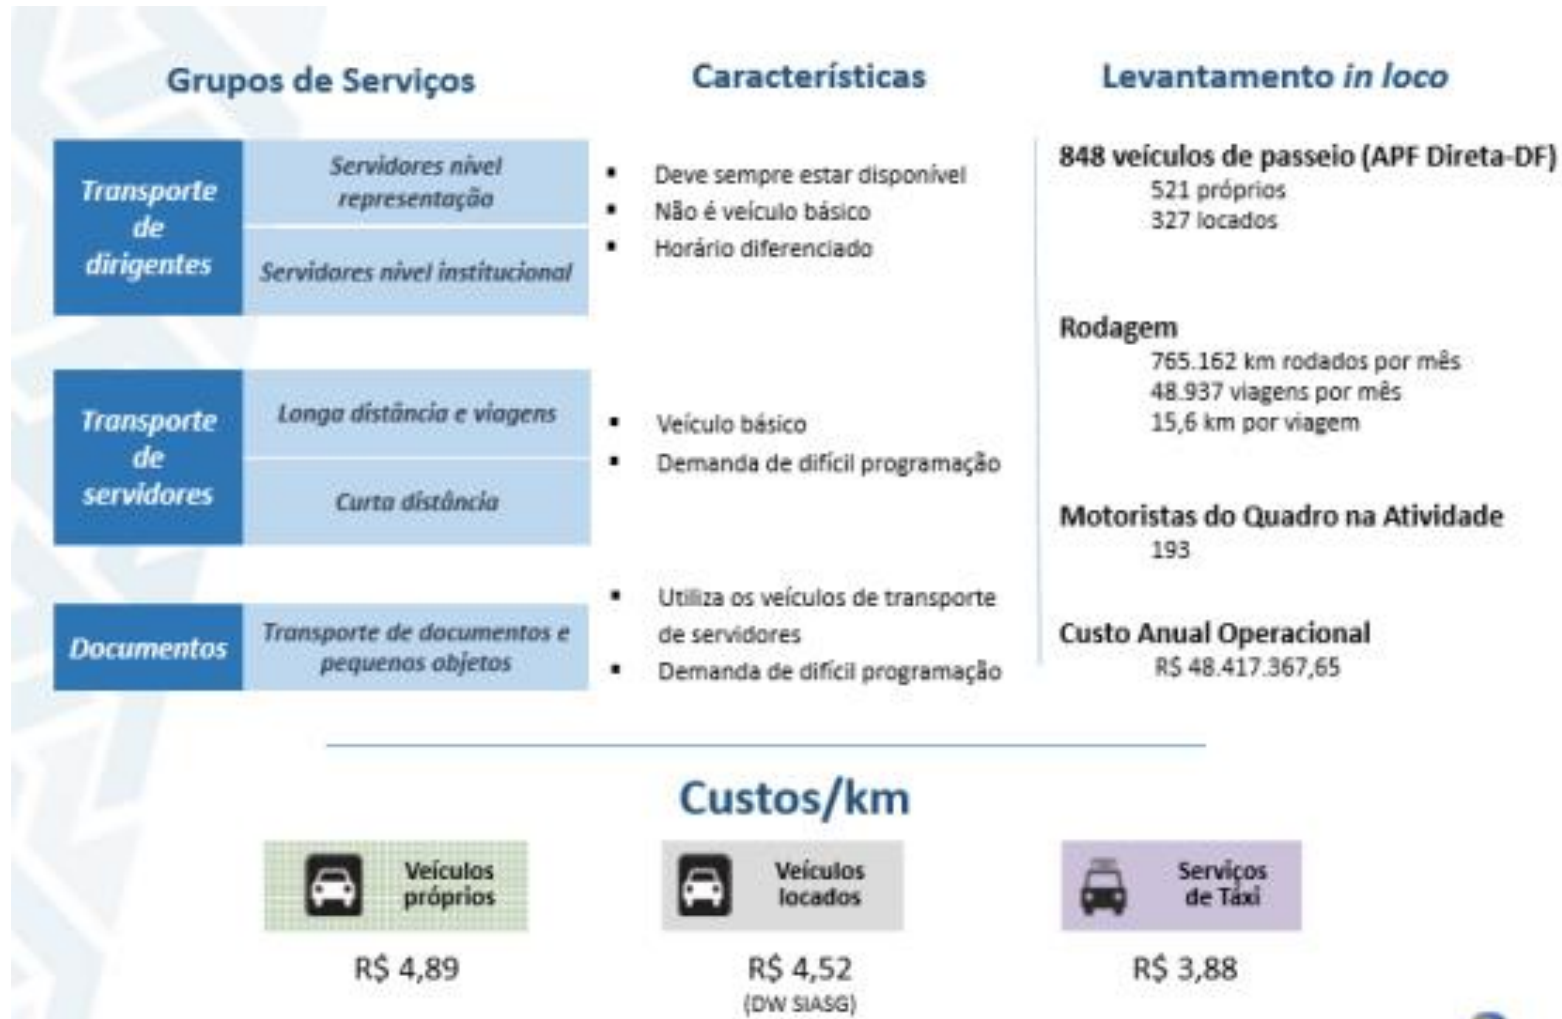 Grupos de Serviços
Características
Levantamento in loco
Transporte
de
dirigentes
Servidores nível
representação
Servidores nível institucional
▪ Deve sempre estar disponível
▪ Não é veículo básico
▪ Horário diferenciado
848 veículos de passeio (APF Direta-DF)
521 próprios
327 locados
Transporte
de
servidores
Longa distância e viagens
Curta distância
▪ Veículo básico
▪ Demanda de difícil programação
Rodagem
765.162 km rodados por mês
48.937 viagens por mês
15,6 km por viagem
Motoristas do Quadro na Atividade
193
Documentos
Transporte de documentos e
pequenos objetos
▪ Utiliza os veículos de transporte
de servidores
▪ Demanda de difícil programação
Custo Anual Operacional
R$ 48.417.367,65
Custos/km
Veículos
próprios
R$ 4,89
Veículos
locados
R$ 4,52
(DW SIASG)
Serviços
de Táxi
R$ 3,88